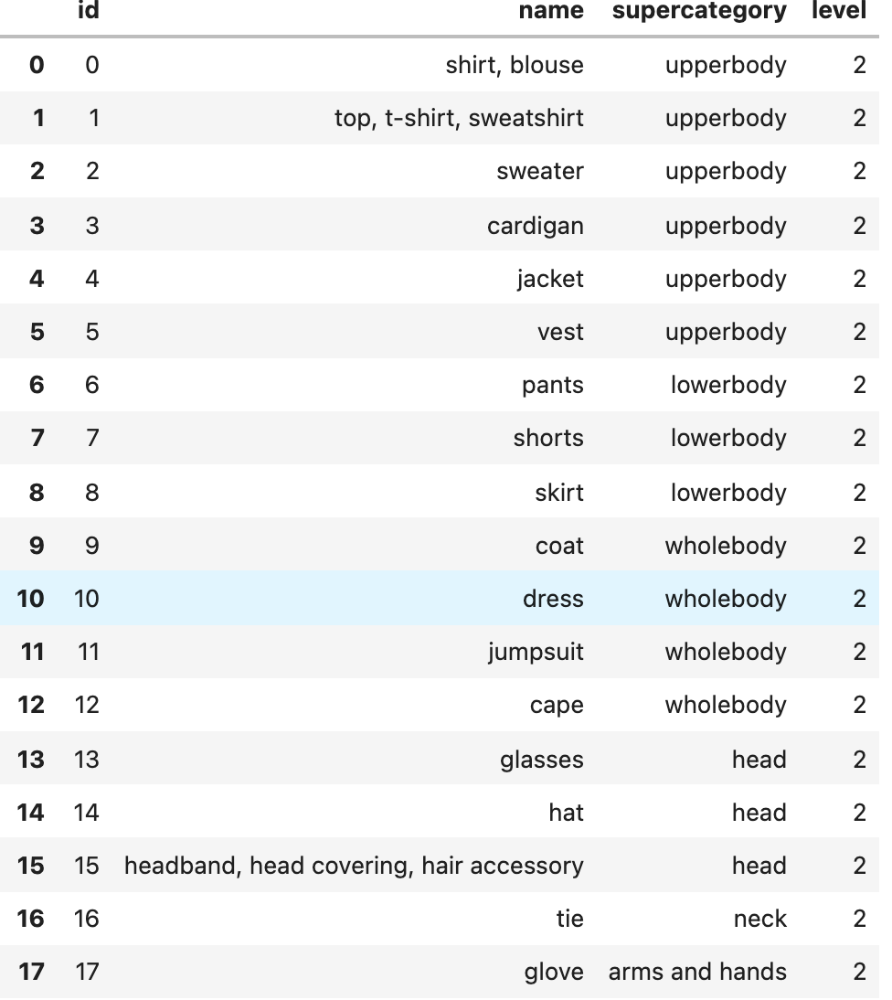 id name supercategory level
0 0 shirt, blouse upperbody 2
1 1 top, t-shirt, sweatshirt upperbody 2
2 2 sweater upperbody 2
3 3 cardigan upperbody 2
4 4 jacket upperbody 2
5 5 vest upperbody 2
6 6 pants lowerbody 2
7 7 shorts lowerbody 2
8 8 skirt lowerbody 2
9 9 coat wholebody 2
10 10 dress wholebody 2
11 11 jumpsuit wholebody 2
12 12 cape wholebody 2
13 13 glasses head 2
14 14 hat head 2
15 15 headband, head covering, hair accessory head 2
16 16 tie neck 2
17 17 glove arms and hands 2